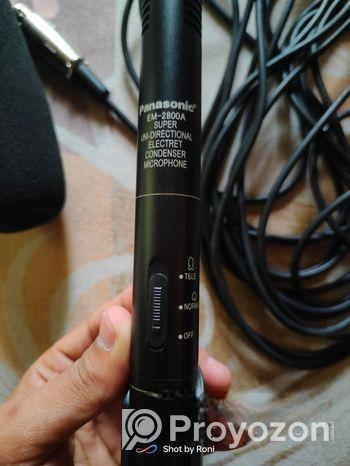 Panasonic
EM-2800A
SUPER
UNI-DIRECTIONAL
ELECTRET
CONDENSER
MICROPHONE
TELE
NORM
OFF
Proyozon
Shot by Roni